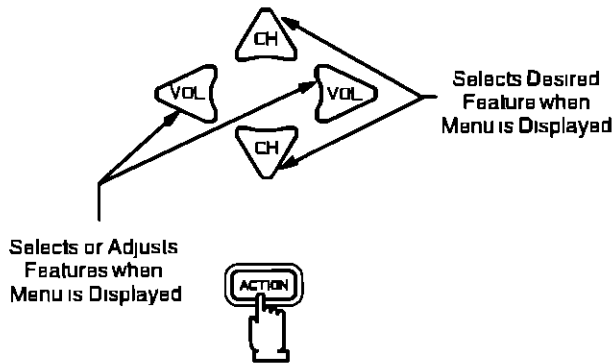 CH
VOL
VOL
CH
Selects Desired
Feature when
Menu is Displayed
Selects or Adjusts
Features when
Menu is Displayed
ACTION